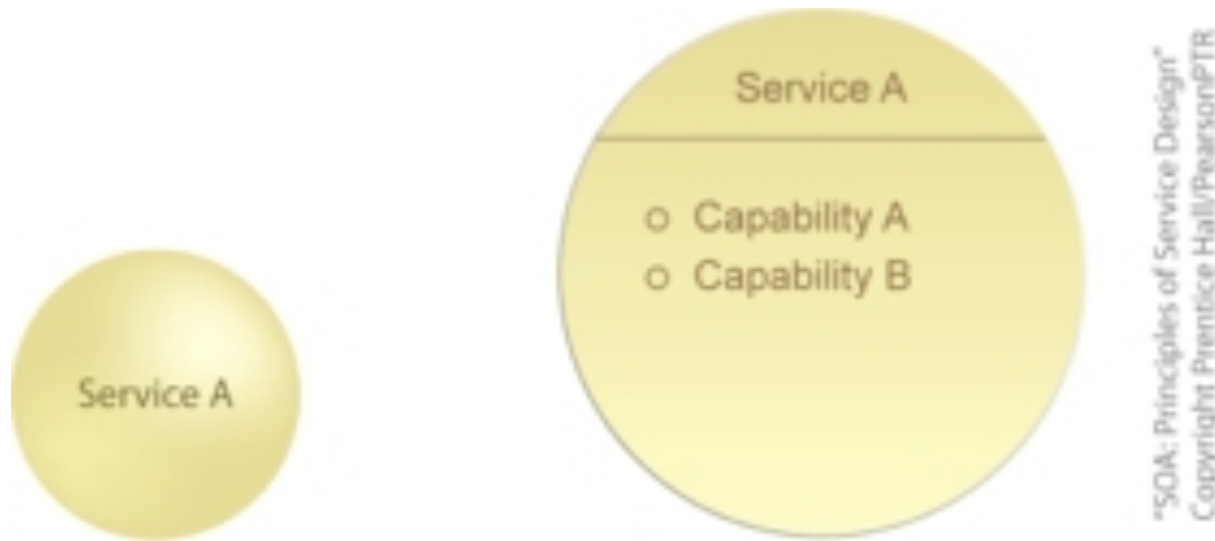 Service A
Service A
o Capability A
o Capability B
"SOA: Principles of Service Design"
Copyright Prentice Hall/PearsonPTR